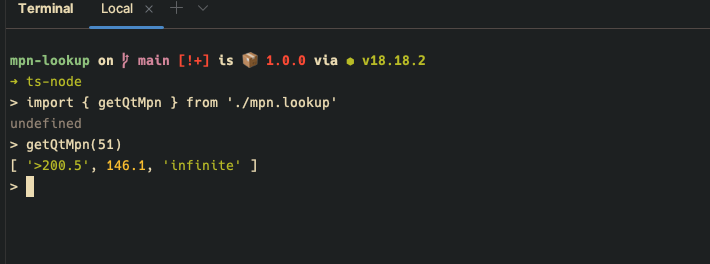 Terminal Local × +
mpn-lookup on main [!+] is 📦 1.0.0 via v18.18.2
→ ts-node
> import { getQtMpn } from './mpn.lookup'
undefined
> getQtMpn(51)
[ '>200.5', 146.1, 'infinite' ]
>